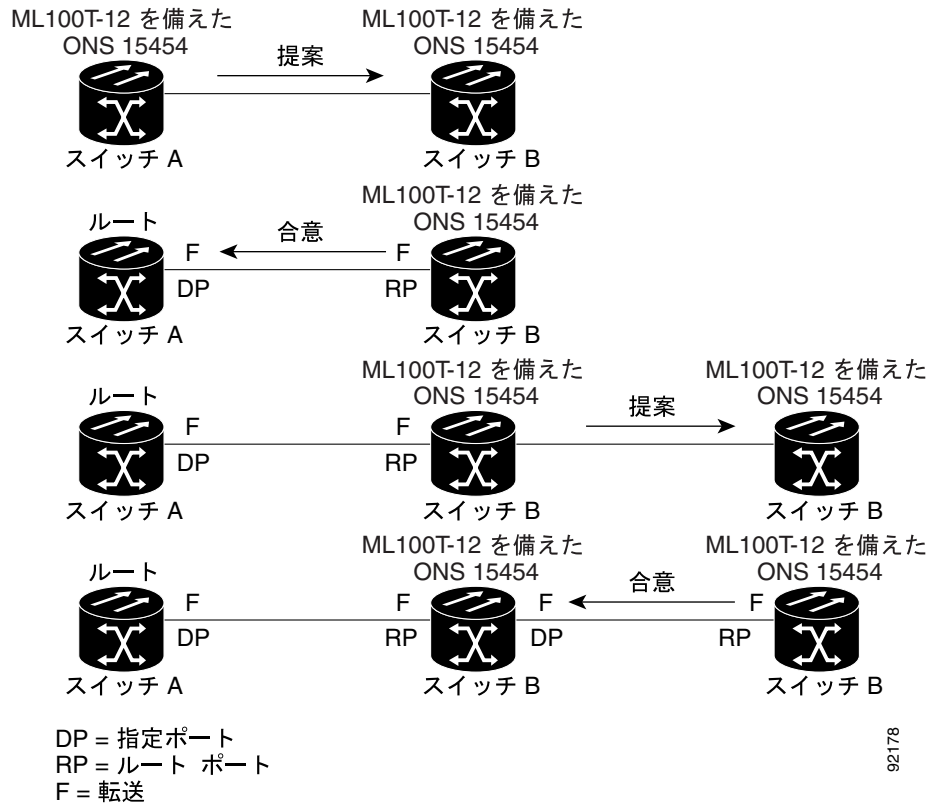 ML100T-12 を備えた
ONS 15454
ML100T-12 を備えた
ONS 15454
提案
スイッチ A
スイッチ B
ルート
ML100T-12 を備えた
ONS 15454
F
合意
F
DP
RP
スイッチ A
スイッチ B
ルート
ML100T-12 を備えた
ONS 15454
ML100T-12 を備えた
ONS 15454
F
F
提案
DP
RP
スイッチ A
スイッチ B
スイッチ B
ルート
ML100T-12 を備えた
ONS 15454
ML100T-12 を備えた
ONS 15454
F
F
F
合意
F
DP
RP
DP
RP
スイッチ A
スイッチ B
スイッチ B
DP = 指定ポート
RP = ルート ポート
F = 転送
92178